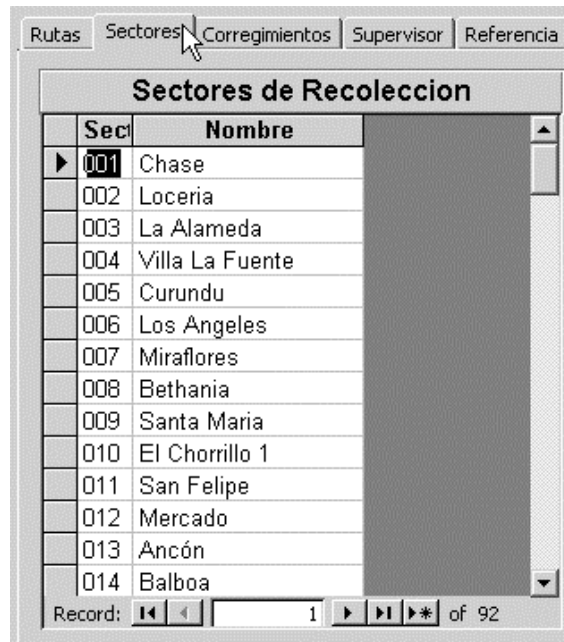 Rutas Sectores Corregimientos Supervisor Referencia
Sectores de Recoleccion
Sect Nombre
001 Chase
002 Loceria
003 La Alameda
004 Villa La Fuente
005 Curundu
006 Los Angeles
007 Miraflores
008 Bethania
009 Santa Maria
010 El Chorrillo 1
011 San Felipe
012 Mercado
013 Ancón
014 Balboa
Record: 1 of 92